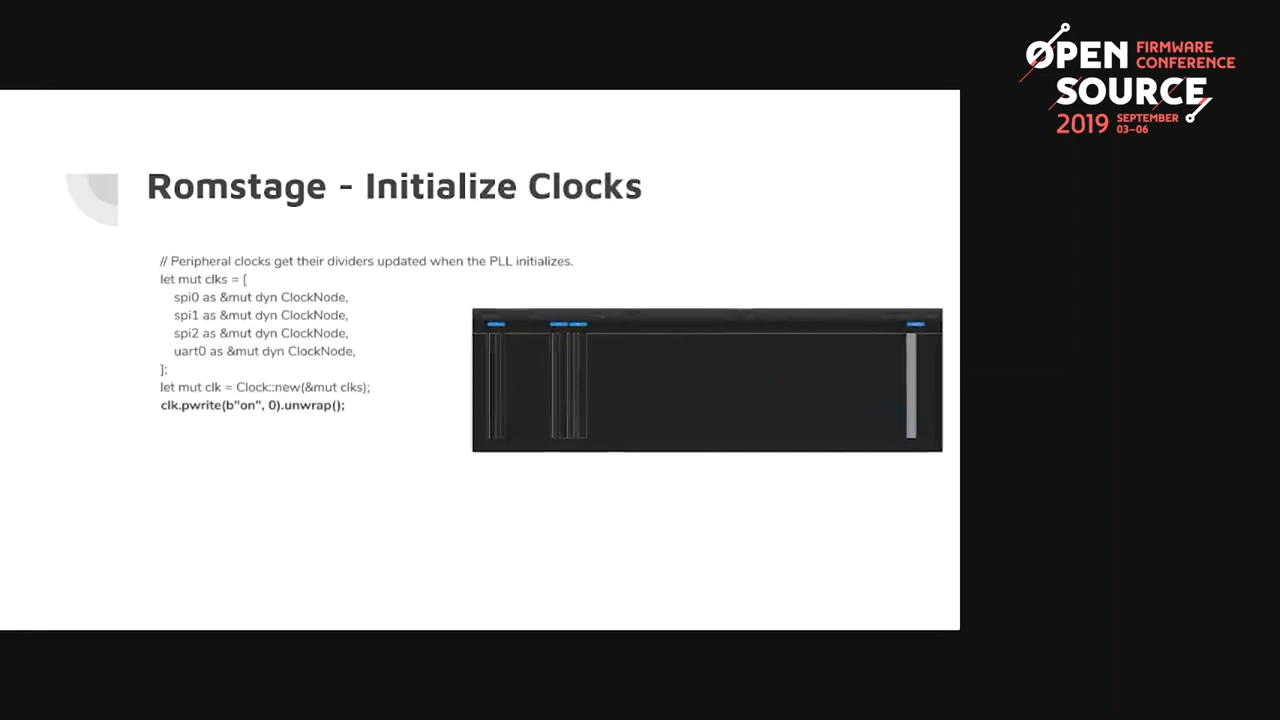 OPEN FIRMWARE
CONFERENCE
SOURCE
2019 SEPTEMBER
03–06
Romstage - Initialize Clocks
// Peripheral clocks get their dividers updated when the PLL initializes.
let mut clks = [
spi0 as &mut dyn ClockNode,
spi1 as &mut dyn ClockNode,
spi2 as &mut dyn ClockNode,
uart0 as &mut dyn ClockNode,
];
let mut clk = Clock::new(&mut clks);
clk.pwrite(b"on", 0).unwrap();